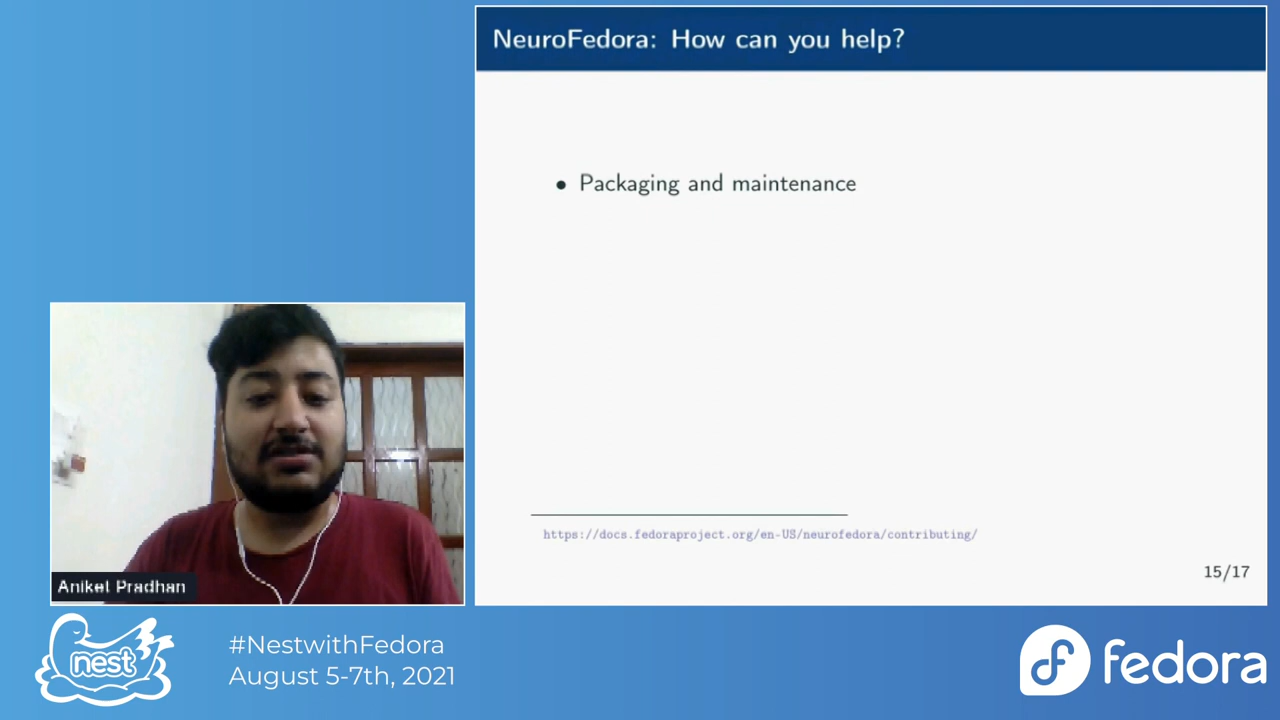 NeuroFedora: How can you help?
• Packaging and maintenance
https://docs.fedoraproject.org/en-US/neurofedora/contributing/
15/17
Aniket Pradhan
nest
#NestwithFedora
August 5-7th, 2021
fedora